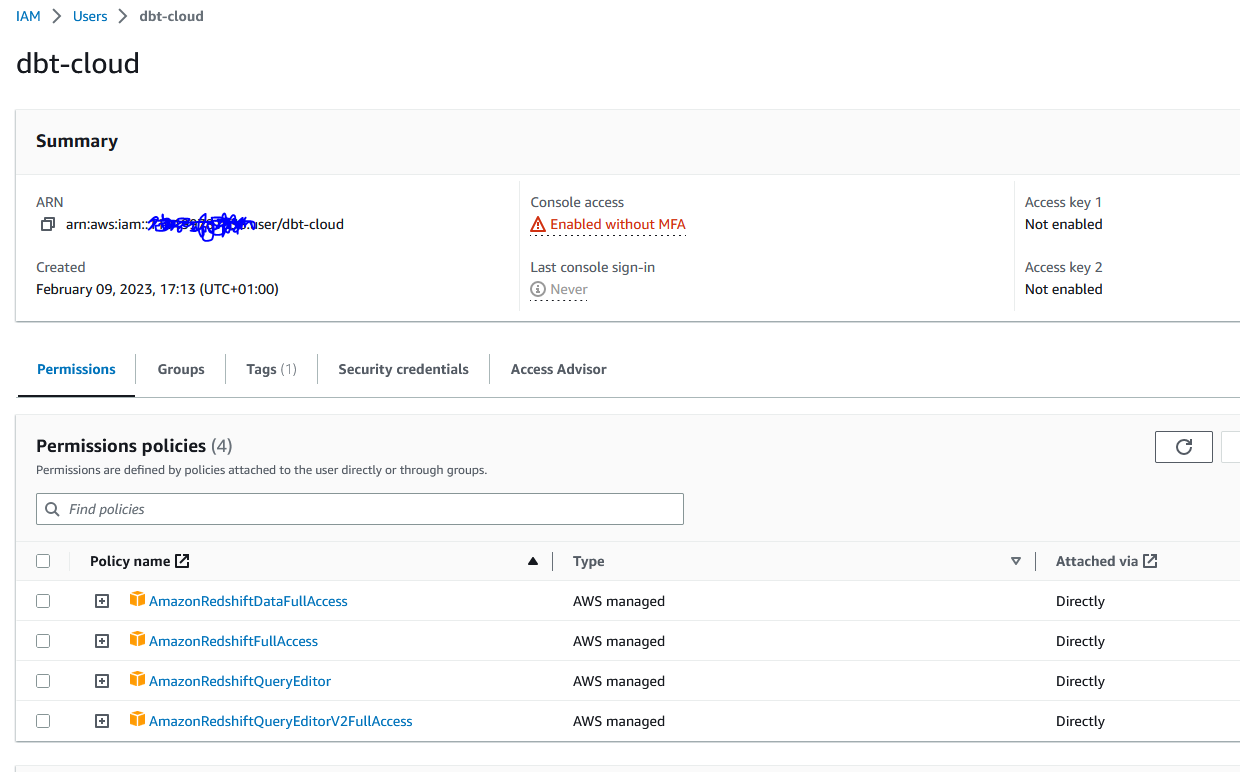 IAM > Users > dbt-cloud
dbt-cloud
Summary
ARN
arn:aws:iam:: user/dbt-cloud
Console access
Enabled without MFA
Access key 1
Not enabled
Created
February 09, 2023, 17:13 (UTC+01:00)
Last console sign-in
Never
Access key 2
Not enabled
Permissions
Groups
Tags (1)
Security credentials
Access Advisor
Permissions policies (4)
Permissions are defined by policies attached to the user directly or through groups.
Find policies
Policy name Type Attached via
AmazonRedshiftDataFullAccess AWS managed Directly
AmazonRedshiftFullAccess AWS managed Directly
AmazonRedshiftQueryEditor AWS managed Directly
AmazonRedshiftQueryEditorV2FullAccess AWS managed Directly